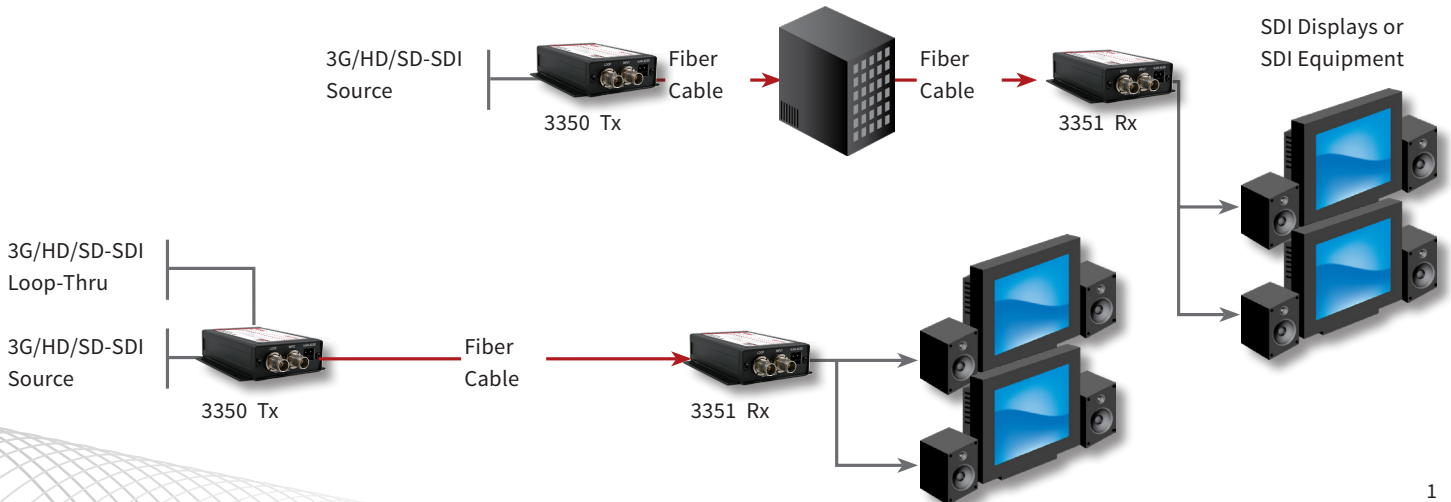 3G/HD/SD-SDI
Source
3350 Tx
Fiber
Cable
Fiber
Cable
3351 Rx
SDI Displays or
SDI Equipment
3G/HD/SD-SDI
Loop-Thru
3G/HD/SD-SDI
Source
3350 Tx
Fiber
Cable
3351 Rx
1